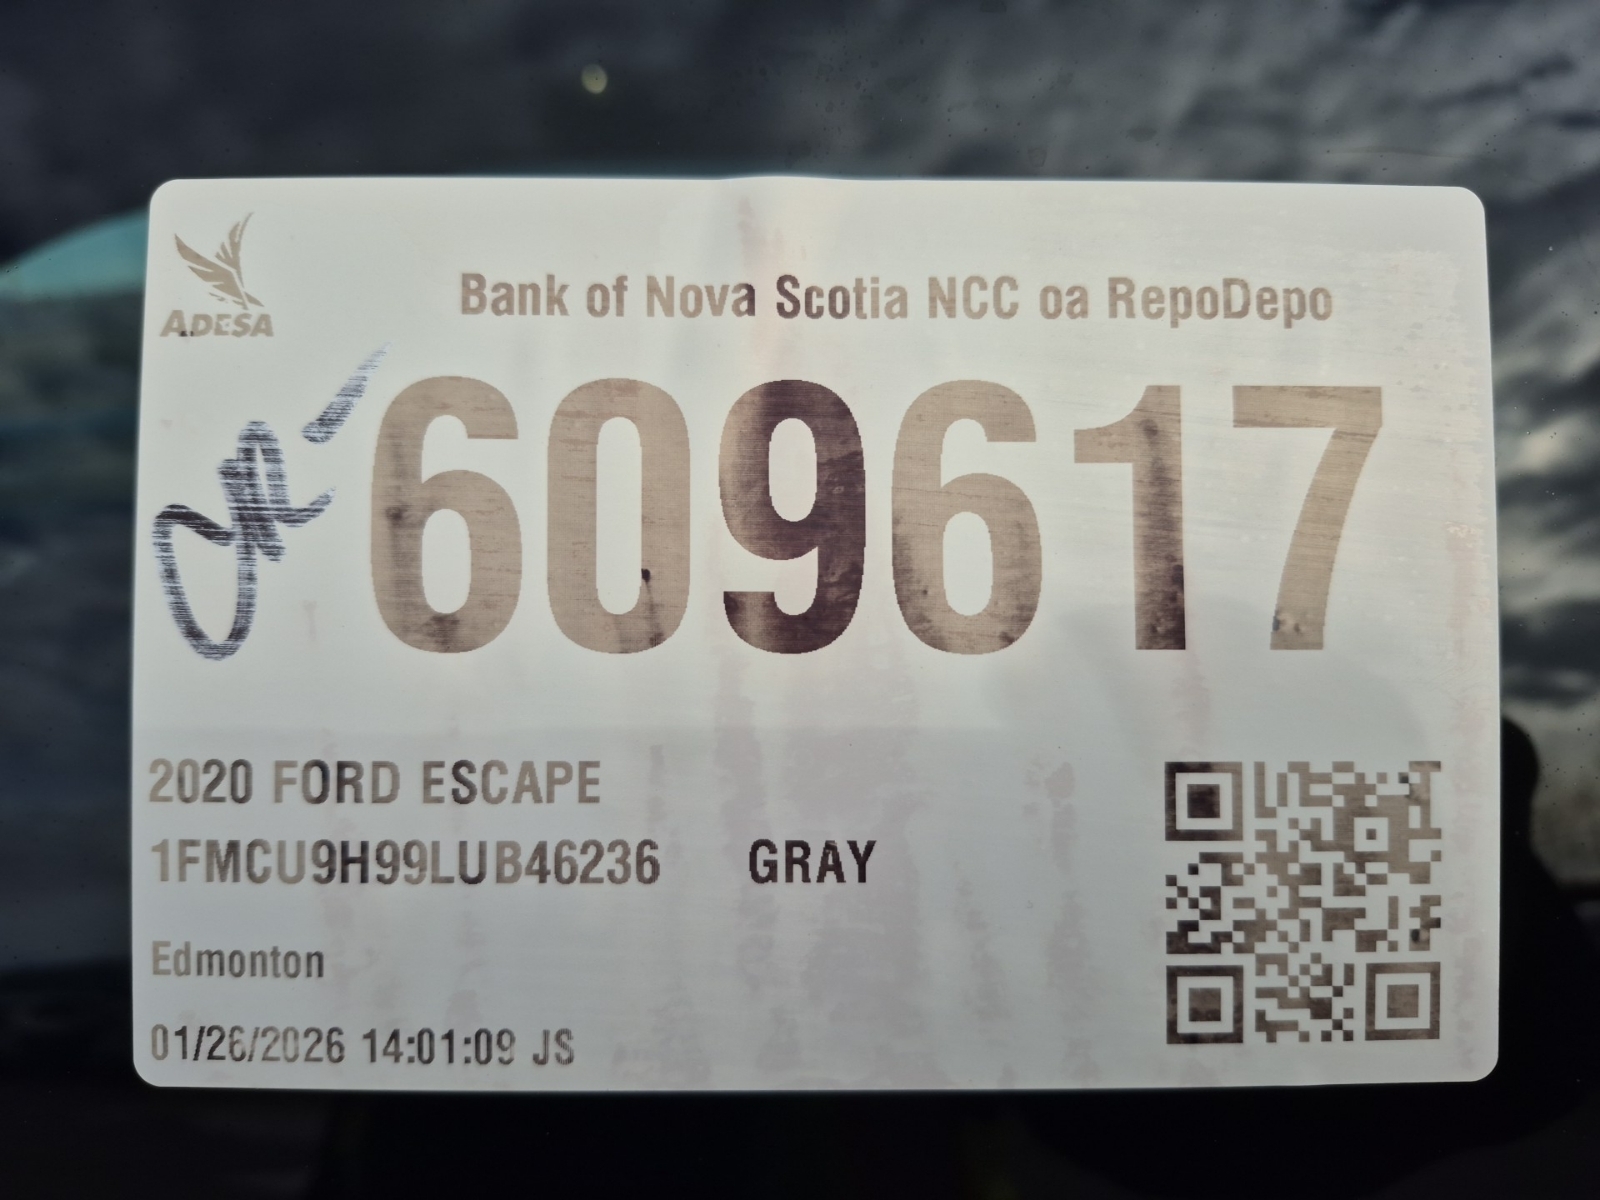 ADESA
Bank of Nova Scotia NCC oa RepoDepo
609617
2020 FORD ESCAPE
1FMCU9H99LUB46236 GRAY
Edmonton
01/26/2026 14:01:09 JS